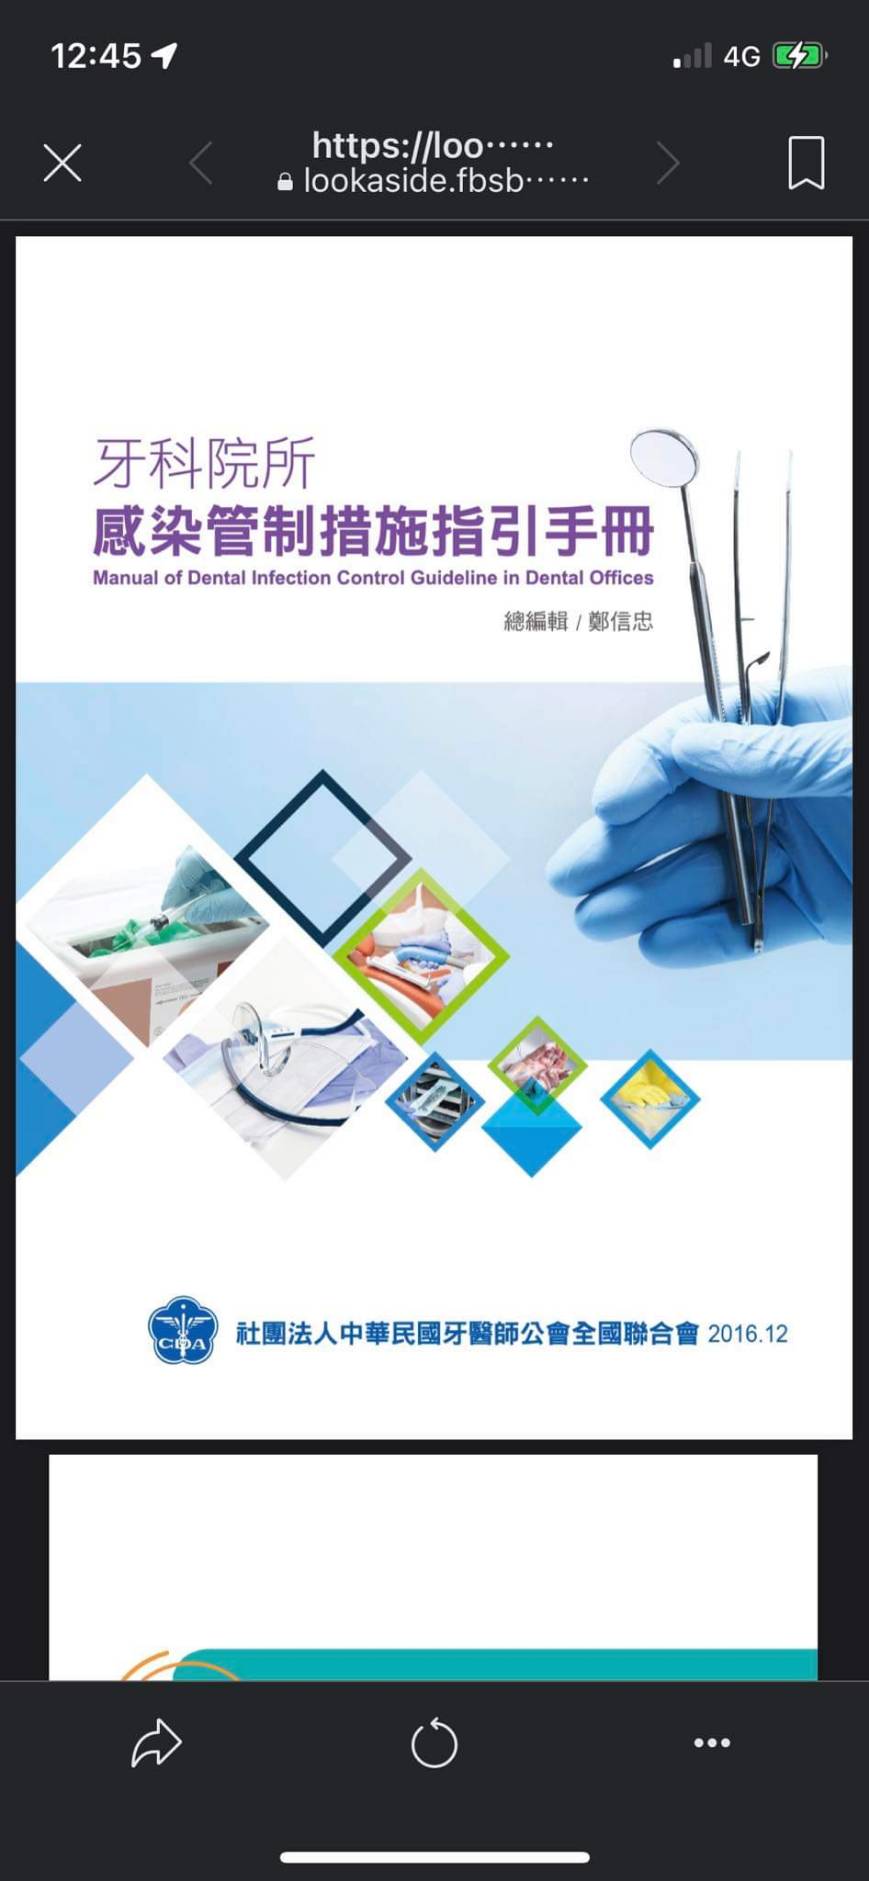 12:45
4G
https://loo……
lookaside.fbsb……
牙科院所
感染管制措施指引手冊
Manual of Dental Infection Control Guideline in Dental Offices
總編輯 / 鄭信忠
CDA
社團法人中華民國牙醫師公會全國聯合會 2016.12